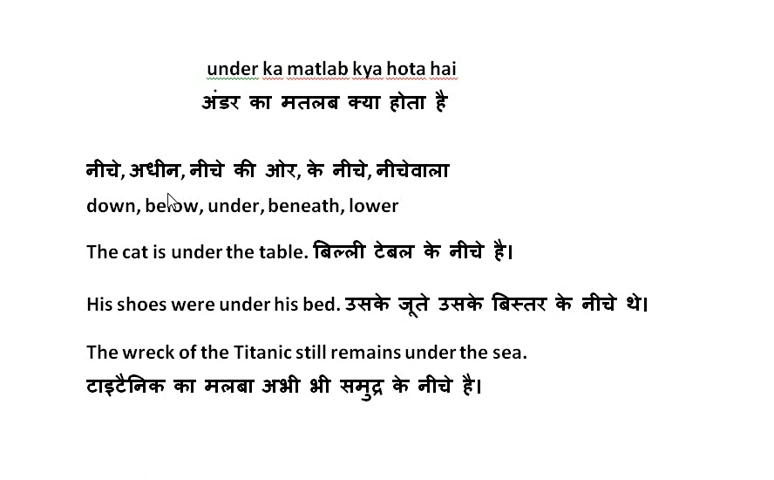 under ka matlab kya hota hai
अंडर का मतलब क्या होता है
नीचे, अधीन, नीचे की ओर, के नीचे, नीचेवाला
down, below, under, beneath, lower
The cat is under the table. बिल्ली टेबल के नीचे है।
His shoes were under his bed. उसके जूते उसके बिस्तर के नीचे थे।
The wreck of the Titanic still remains under the sea.
टाइटैनिक का मलबा अभी भी समुद्र के नीचे है।